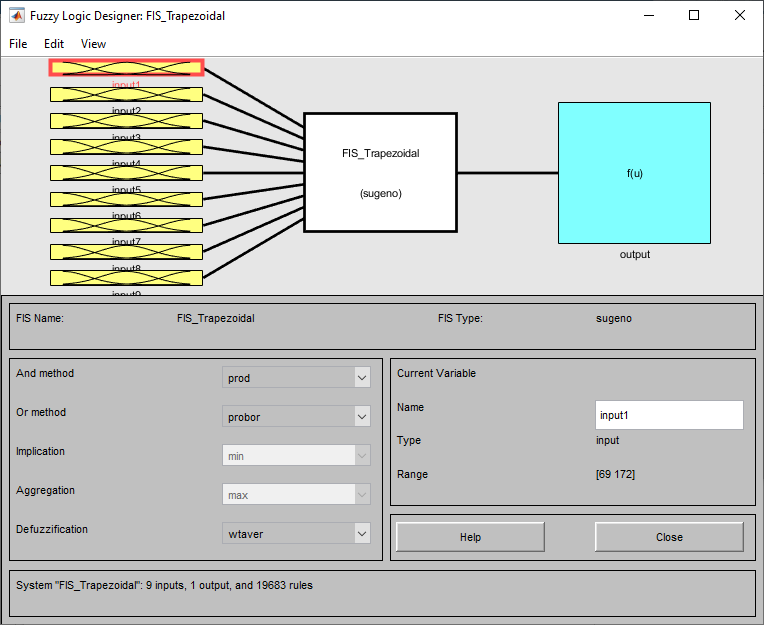 Fuzzy Logic Designer: FIS_Trapezoidal
File Edit View
input1
input2
input3
input4
input5
input6
input7
input8
input9
FIS_Trapezoidal
(sugeno)
f(u)
output
FIS Name: FIS_Trapezoidal FIS Type: sugeno
And method prod
Or method probor
Implication min
Aggregation max
Defuzzification wtaver
Current Variable
Name input1
Type input
Range [69 172]
Help Close
System "FIS_Trapezoidal": 9 inputs, 1 output, and 19683 rules